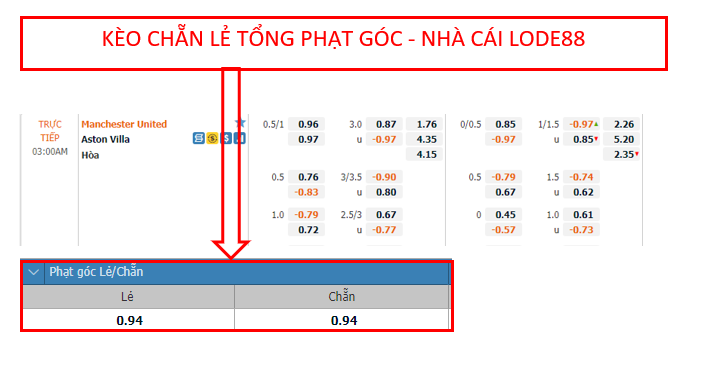 KÈO CHẴN LẺ TỔNG PHẠT GÓC - NHÀ CÁI LODE88
TRỰC TIẾP 03:00AM
Manchester United
Aston Villa
Hòa
0.5/1 0.96 3.0 0.87 1.76 0/0.5 0.85 1/1.5 -0.97 2.26
0.97 u -0.97 4.35 -0.97 u 0.85 5.20
4.15 2.35
0.5 0.76 3/3.5 -0.90 0.5 -0.79 1.5 -0.74
-0.83 u 0.80 0.67 u 0.62
1.0 -0.79 2.5/3 0.67 0 0.45 1.0 0.61
0.72 u -0.77 -0.57 u -0.73
Phạt góc Lẻ/Chẵn
Lẻ Chẵn
0.94 0.94